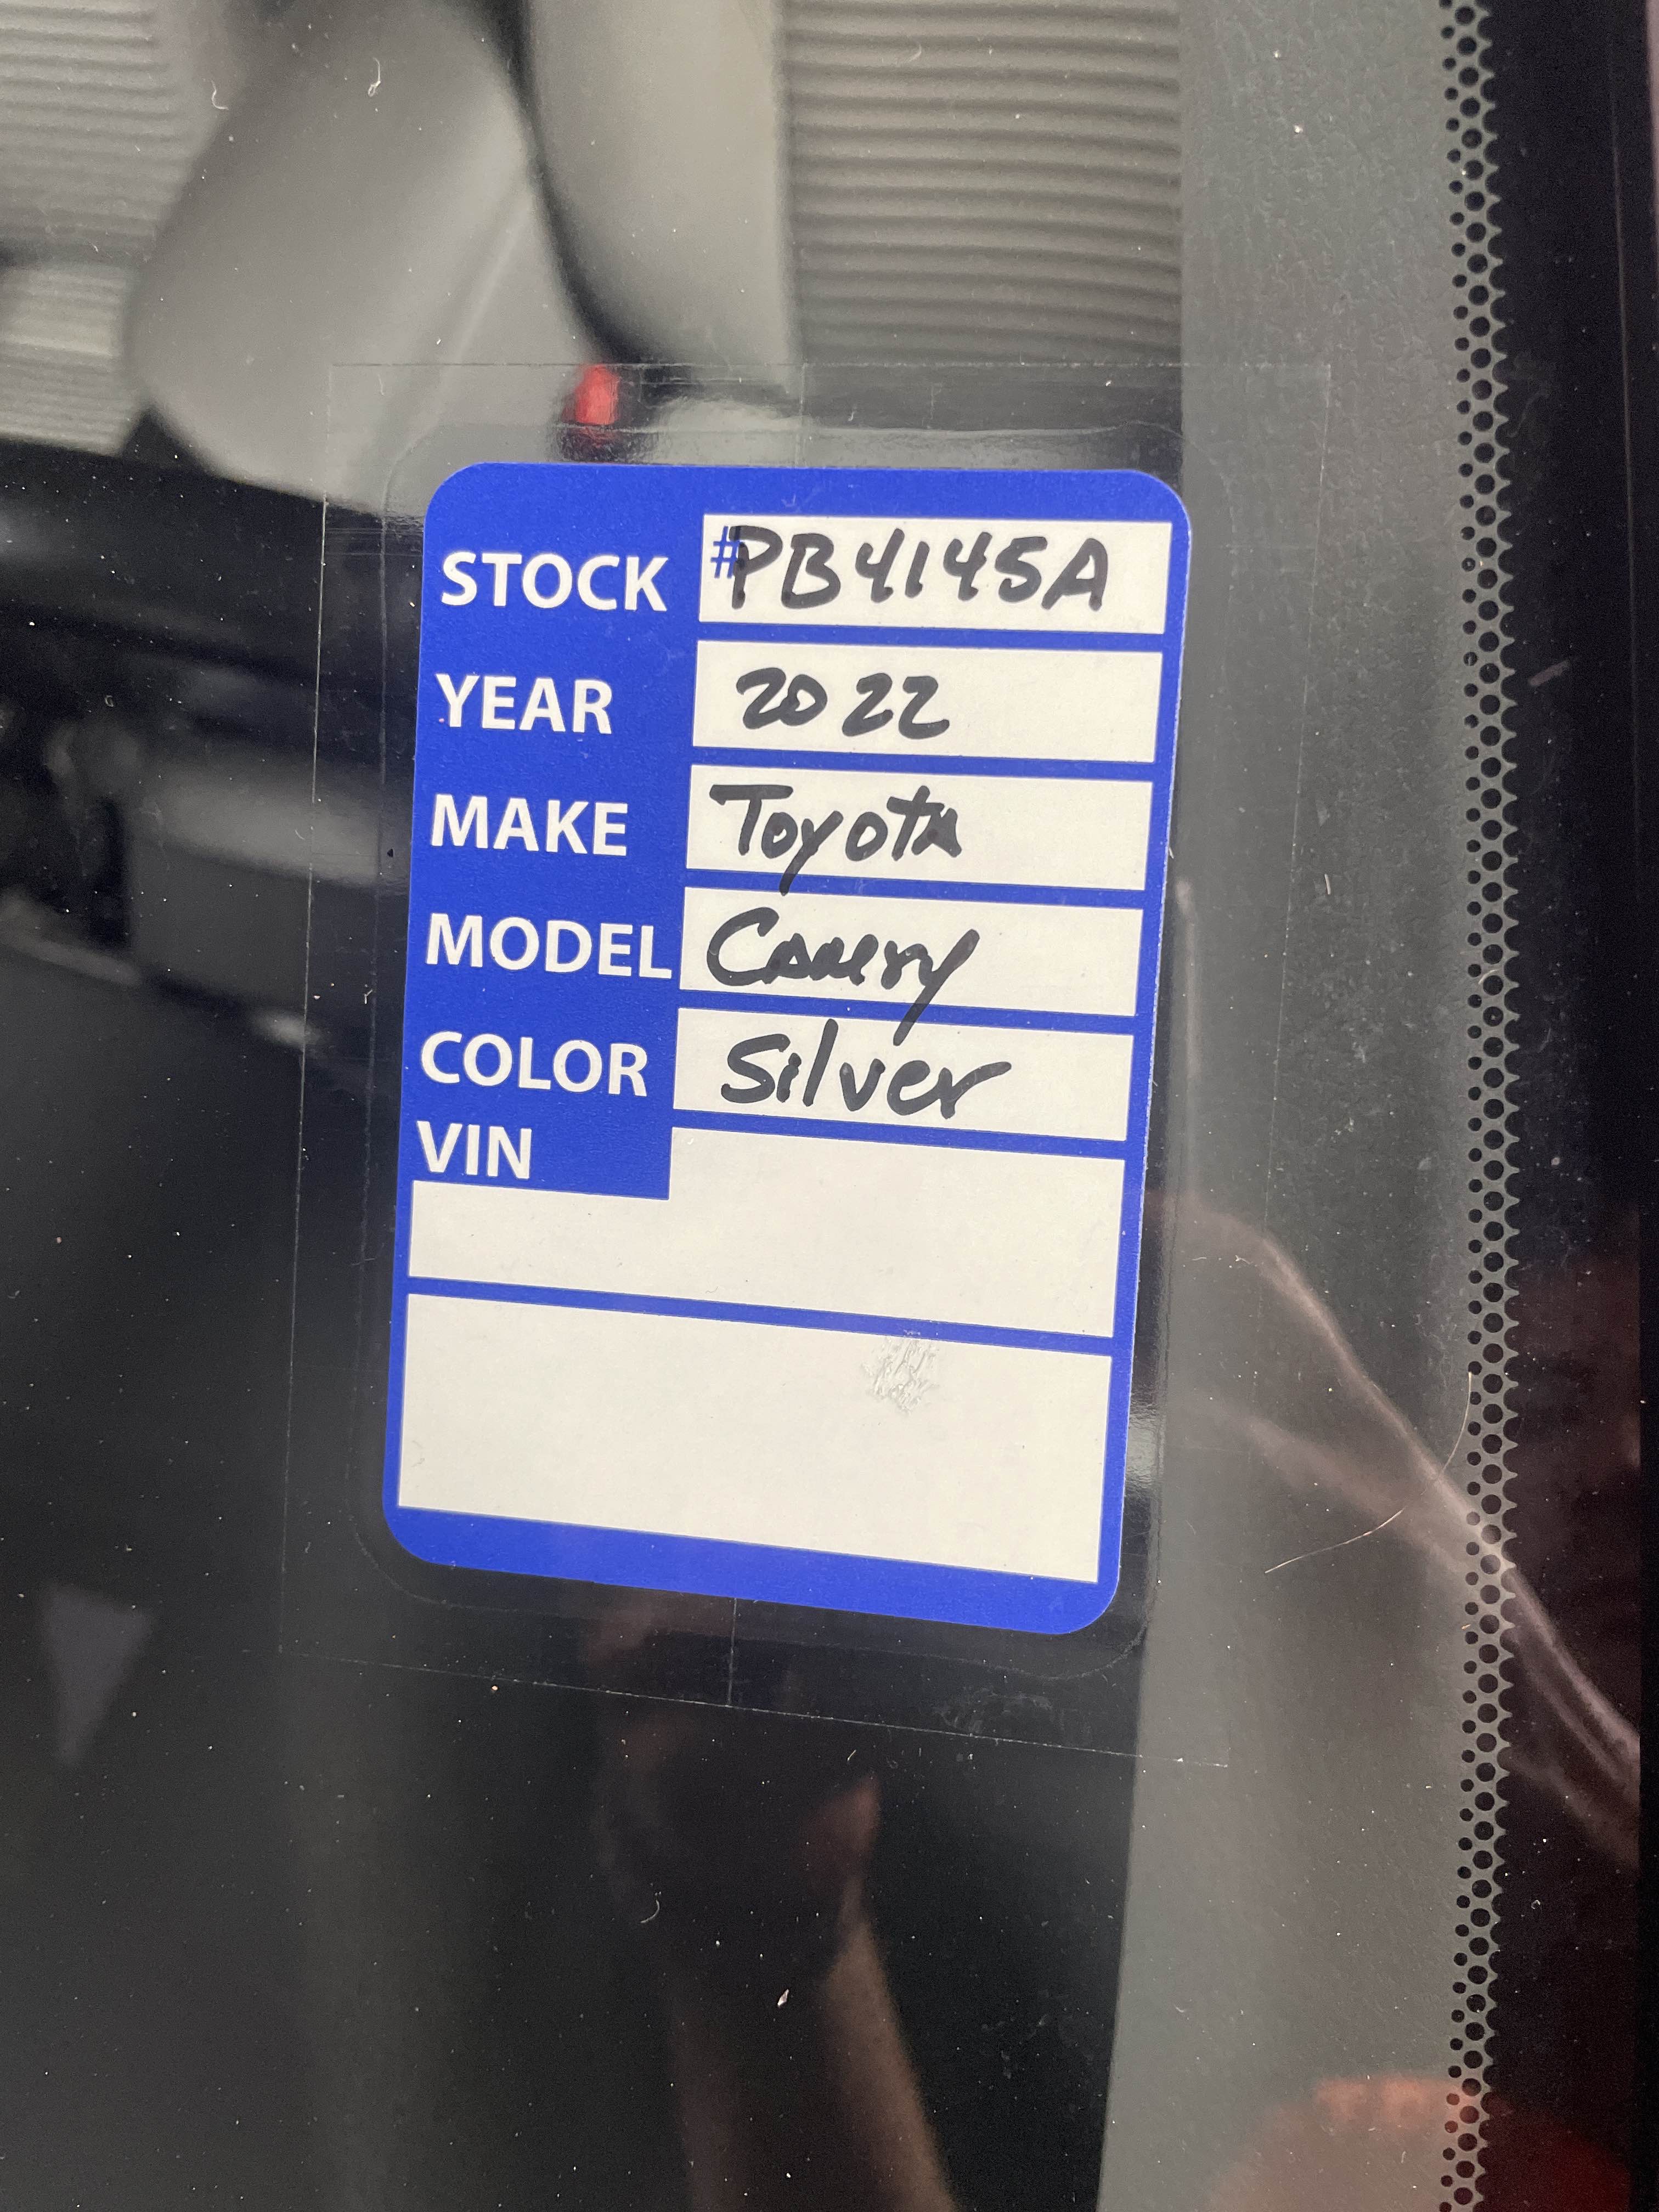 STOCK #PB4145A
YEAR 2022
MAKE Toyota
MODEL Camry
COLOR Silver
VIN